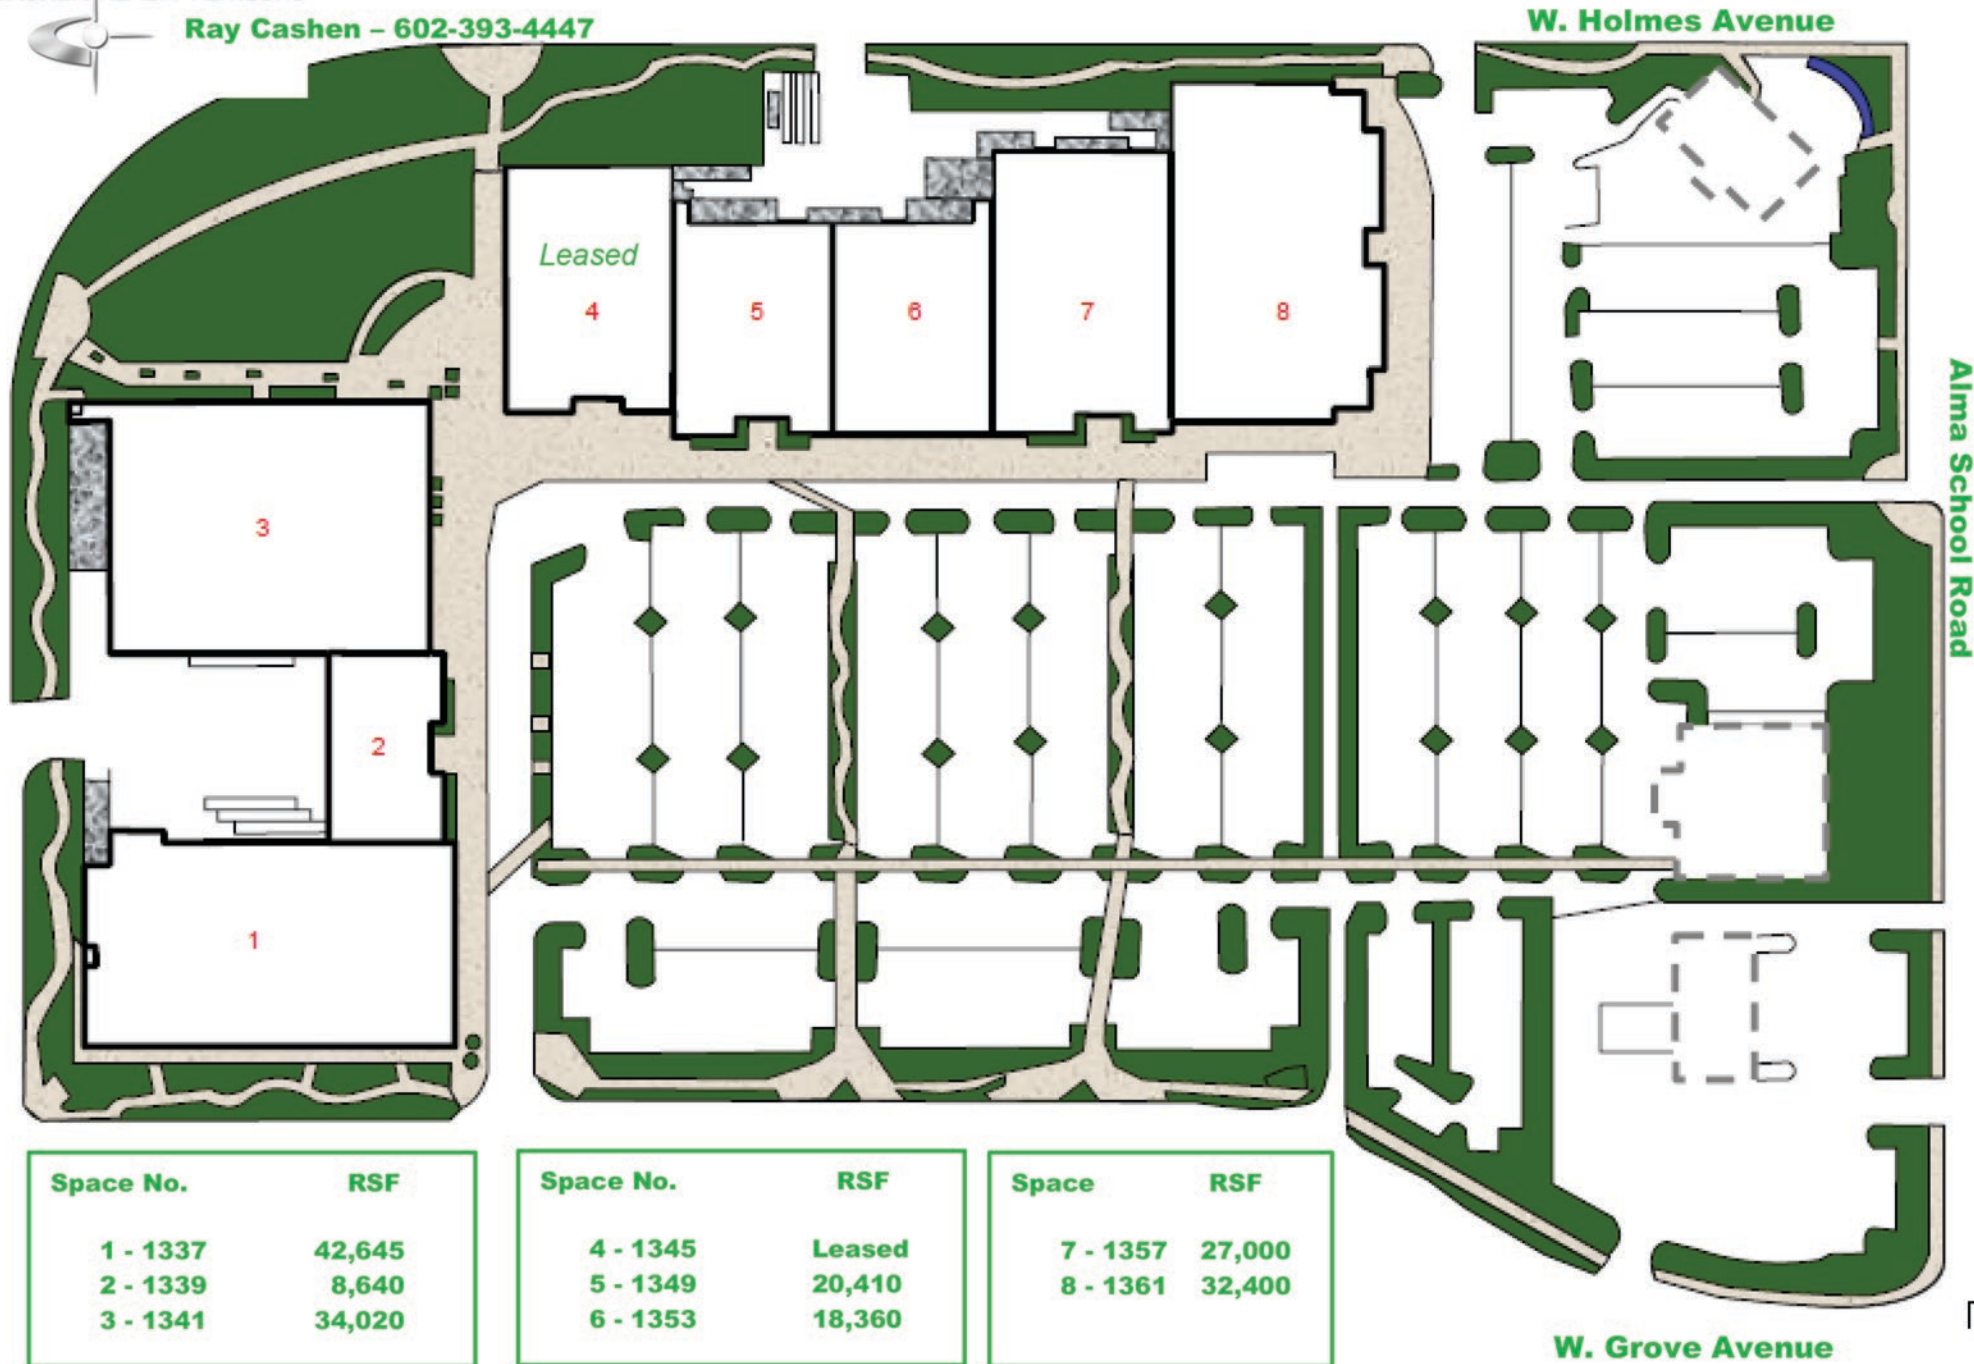 Ray Cashen – 602-393-4447
W. Holmes Avenue
Leased
4
5
6
7
8
3
2
1
Alma School Road
Space No. RSF
1 - 1337 42,645
2 - 1339 8,640
3 - 1341 34,020
Space No. RSF
4 - 1345 Leased
5 - 1349 20,410
6 - 1353 18,360
Space RSF
7 - 1357 27,000
8 - 1361 32,400
W. Grove Avenue